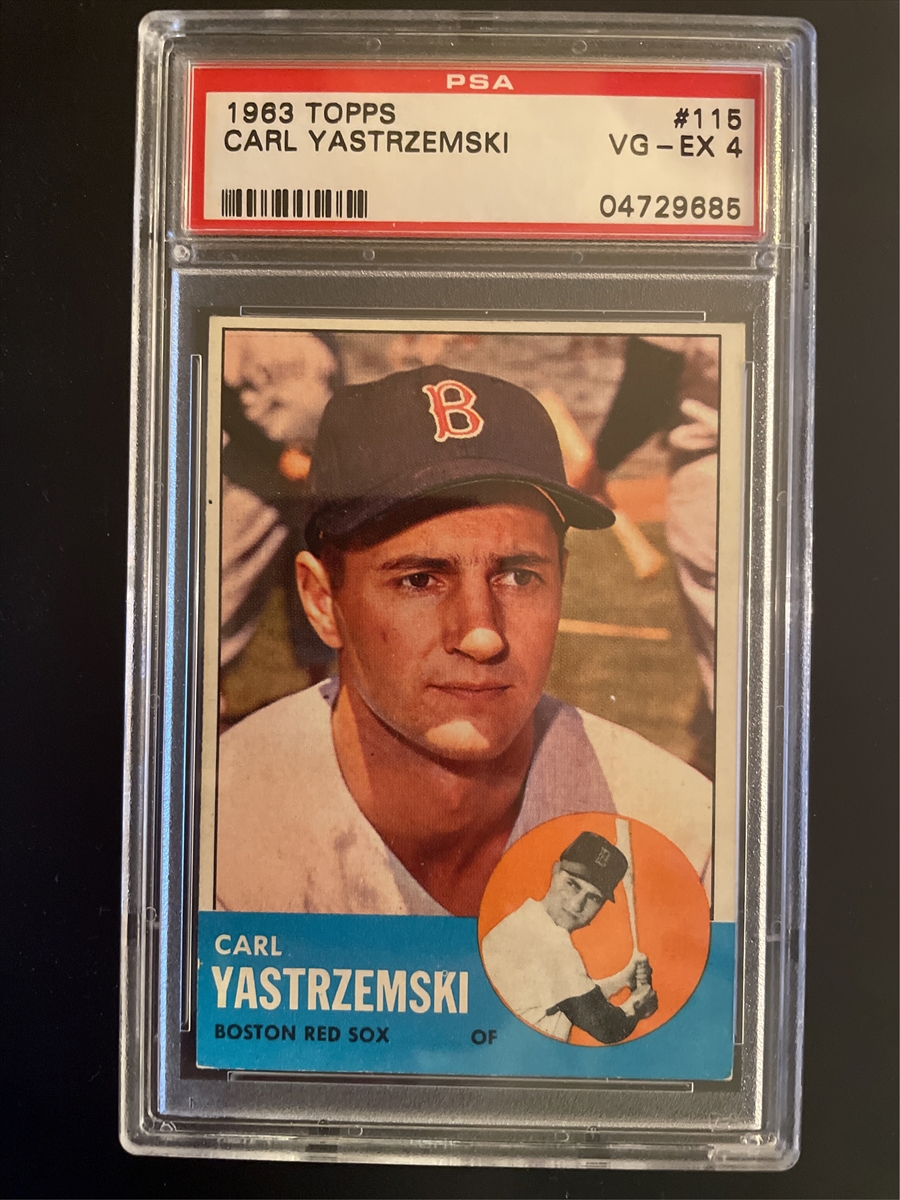 PSA
1963 TOPPS #115
CARL YASTRZEMSKI VG-EX 4
04729685
B
CARL
YASTRZEMSKI
BOSTON RED SOX OF